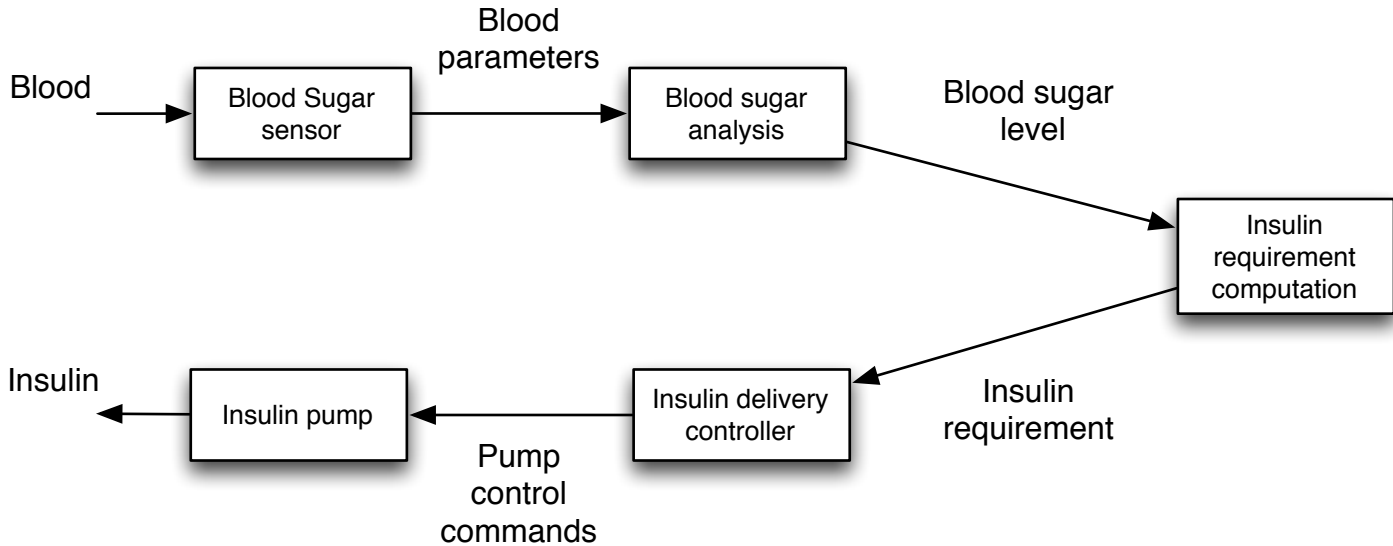 Blood
Blood Sugar
sensor
Blood
parameters
Blood sugar
analysis
Blood sugar
level
Insulin
requirement
computation
Insulin
requirement
Insulin delivery
controller
Pump
control
commands
Insulin pump
Insulin